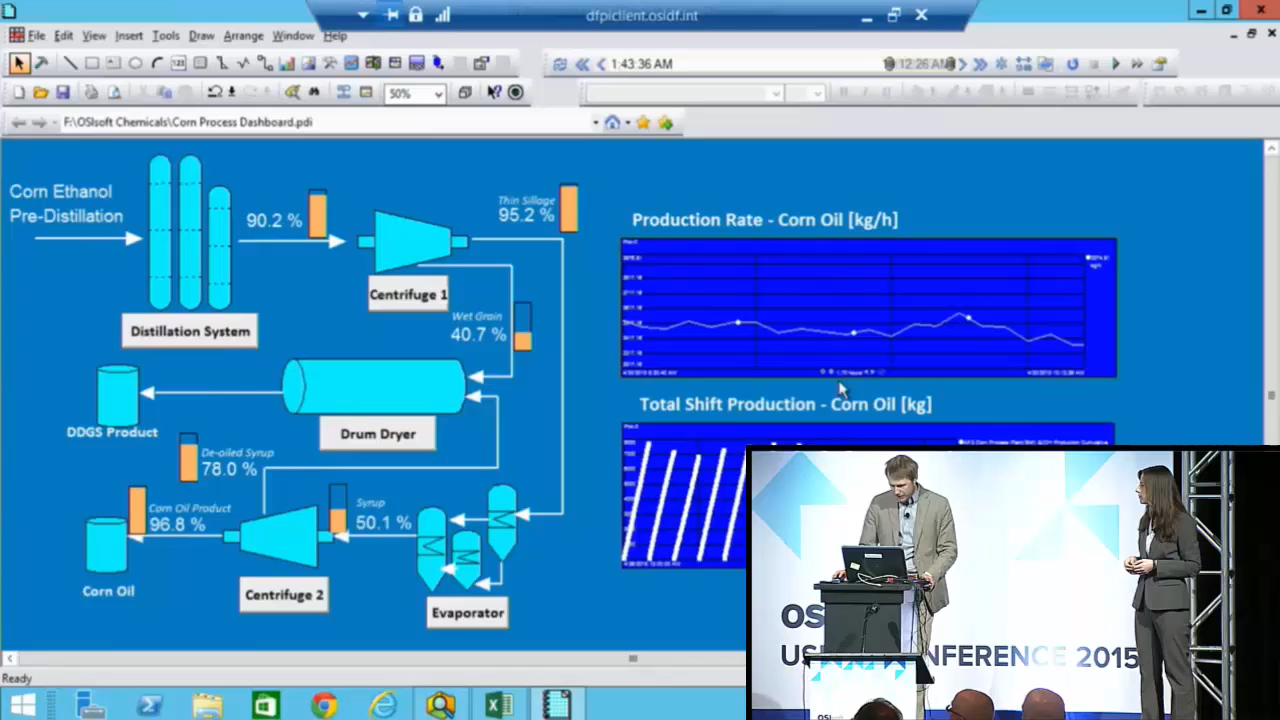 dfpiclient.osidf.int
File Edit View Insert Tools Draw Arrange Window Help
1:43:36 AM
12:26 AM
50%
F:\OSIsoft Chemicals\Corn Process Dashboard.pdi
Corn Ethanol
Pre-Distillation
90.2 %
Thin Sillage
95.2 %
Production Rate - Corn Oil [kg/h]
Centrifuge 1
Distillation System
Wet Grain
40.7 %
Total Shift Production - Corn Oil [kg]
DDGS Product
Drum Dryer
De-oiled Syrup
78.0 %
Corn Oil Product
96.8 %
Syrup
50.1 %
Corn Oil
Centrifuge 2
Evaporator
Ready
2015